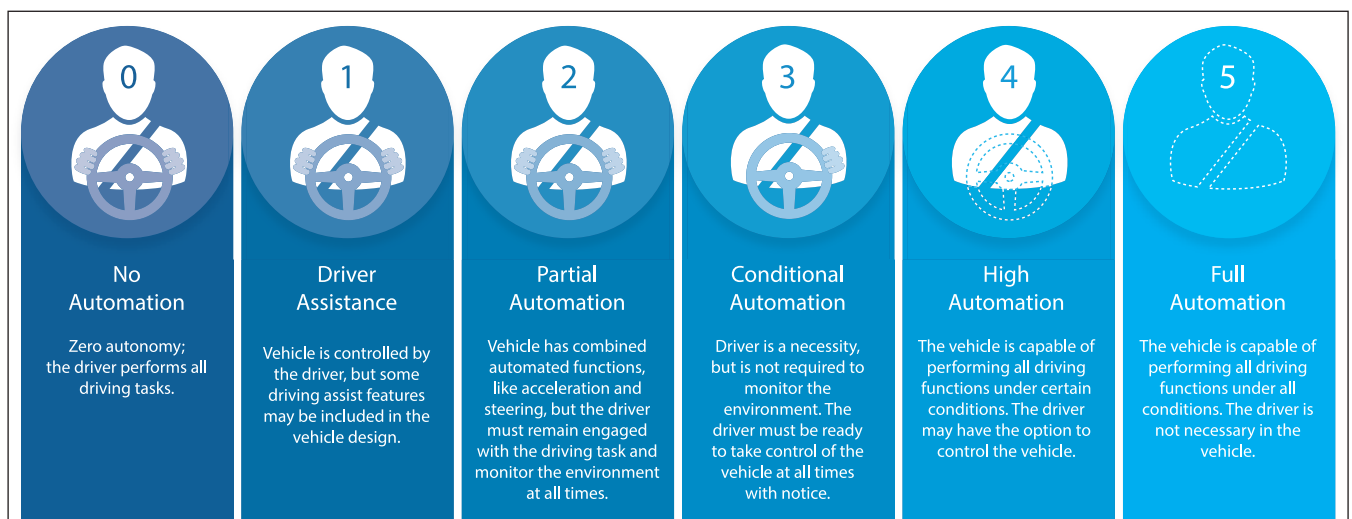 0
No
Automation
Zero autonomy;
the driver performs all
driving tasks.
1
Driver
Assistance
Vehicle is controlled by
the driver, but some
driving assist features
may be included in the
vehicle design.
2
Partial
Automation
Vehicle has combined
automated functions,
like acceleration and
steering, but the driver
must remain engaged
with the driving task and
monitor the environment
at all times.
3
Conditional
Automation
Driver is a necessity,
but is not required to
monitor the
environment. The
driver must be ready
to take control of the
vehicle at all times
with notice.
4
High
Automation
The vehicle is capable of
performing all driving
functions under certain
conditions. The driver
may have the option to
control the vehicle.
5
Full
Automation
The vehicle is capable of
performing all driving
functions under all
conditions. The driver is
not necessary in the
vehicle.